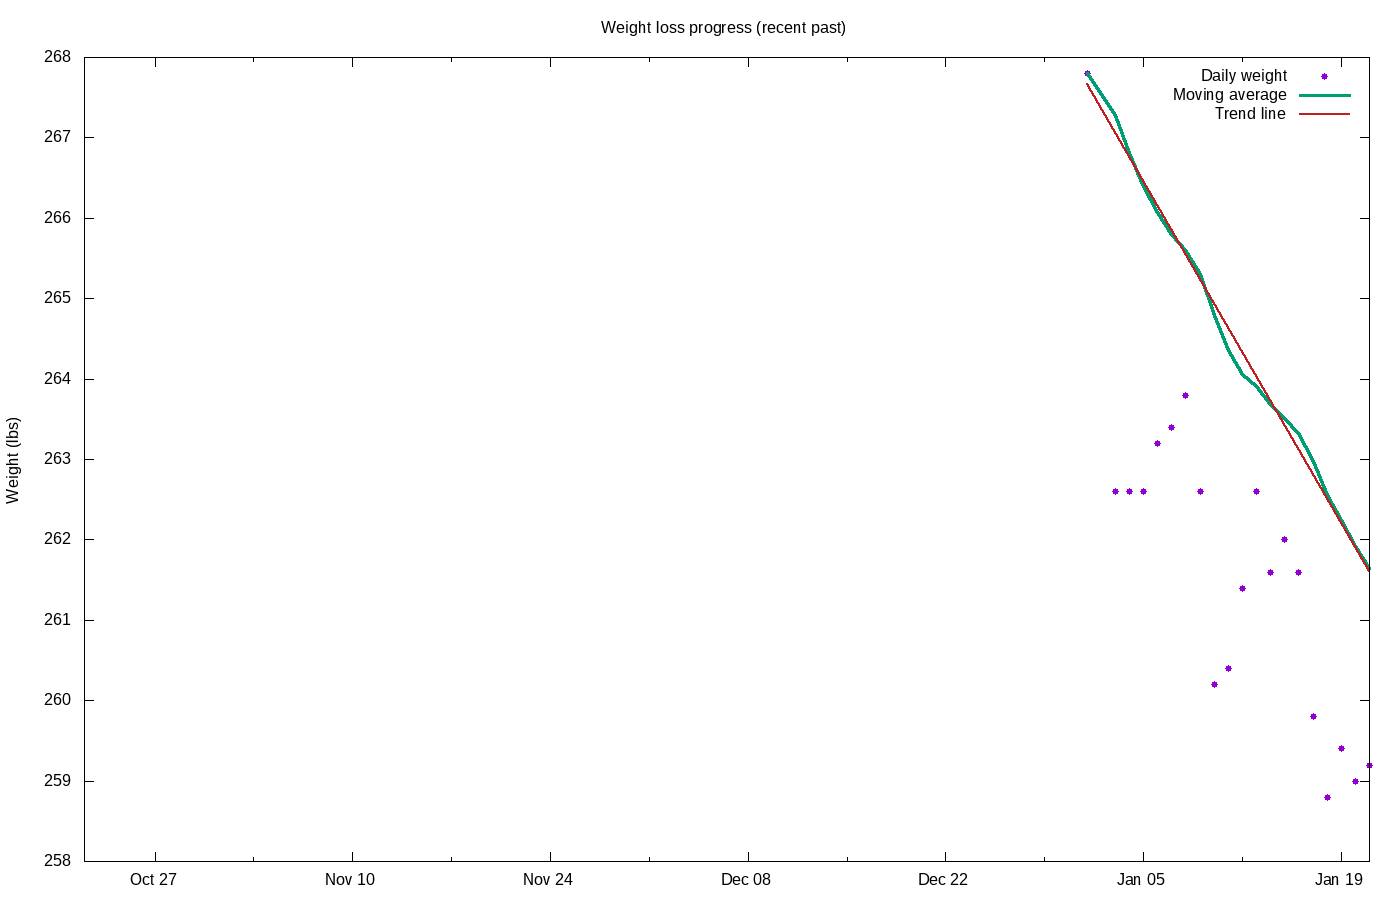 Weight loss progress (recent past)
Daily weight
Moving average
Trend line
Weight (lbs)
268
267
266
265
264
263
262
261
260
259
258
Oct 27 Nov 10 Nov 24 Dec 08 Dec 22 Jan 05 Jan 19